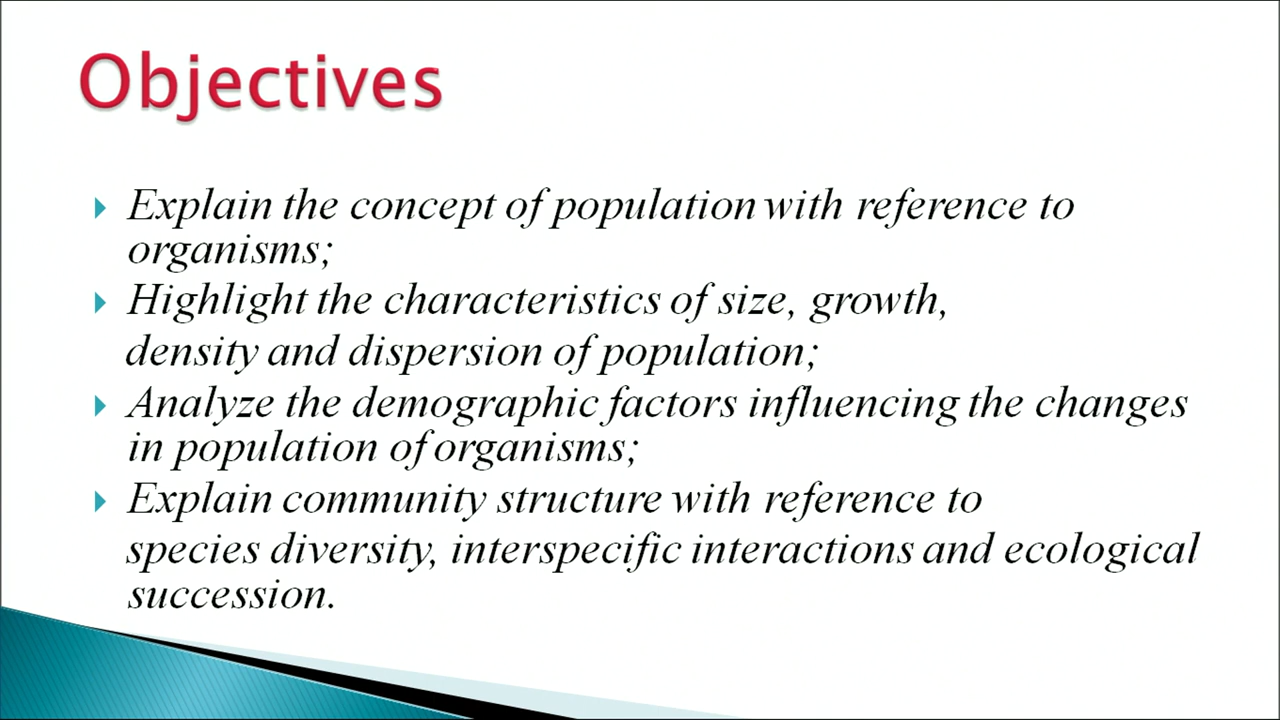 Objectives
Explain the concept of population with reference to
organisms;
Highlight the characteristics of size, growth,
density and dispersion of population;
Analyze the demographic factors influencing the changes
in population of organisms;
Explain community structure with reference to
species diversity, interspecific interactions and ecological
succession.